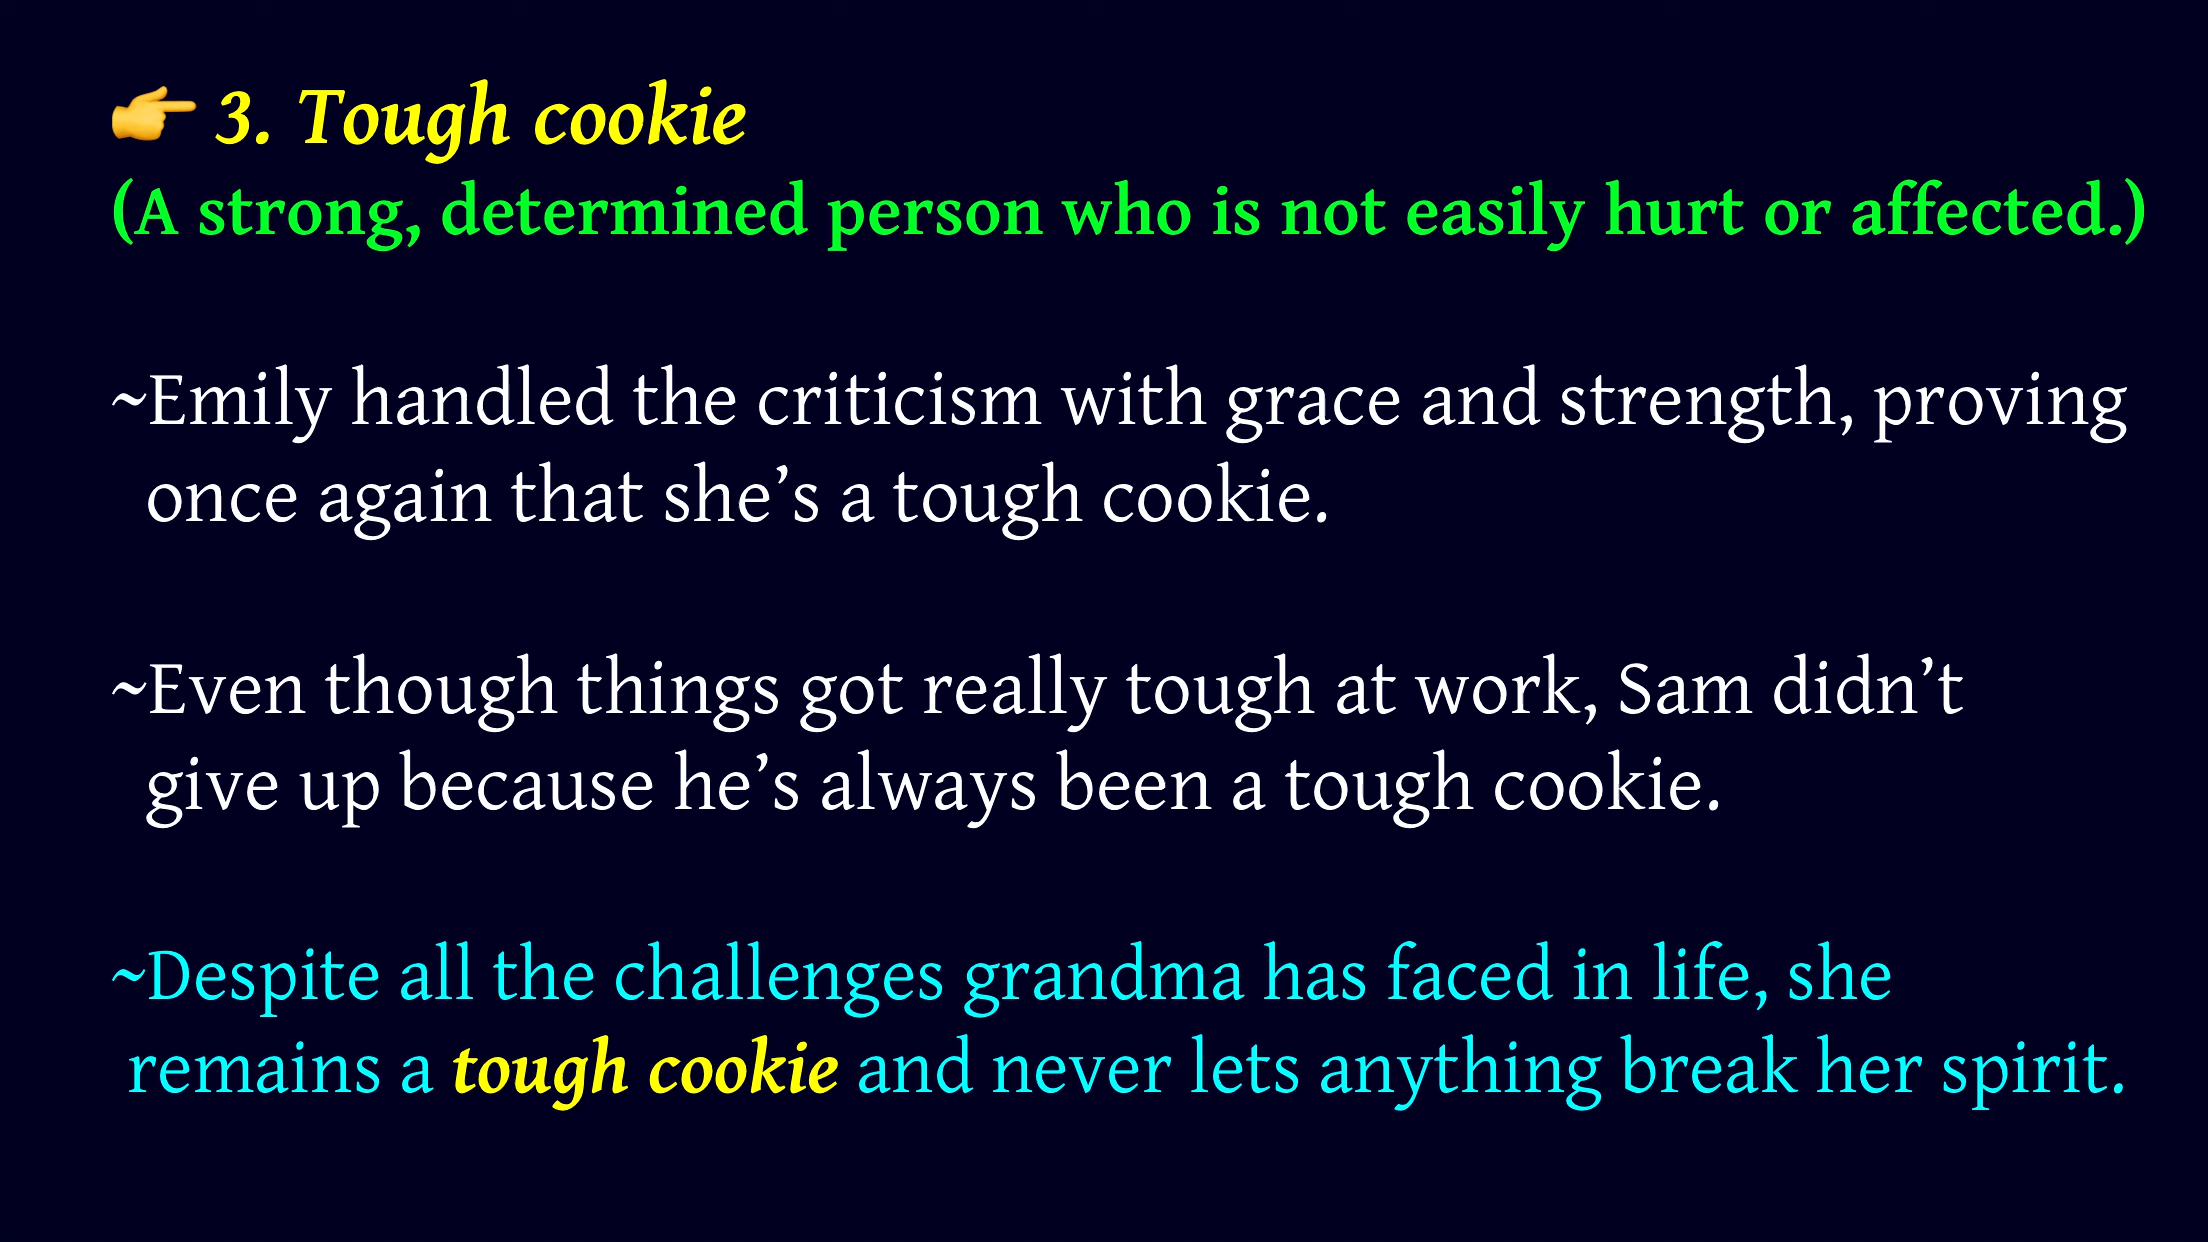 👉 3. Tough cookie
(A strong, determined person who is not easily hurt or affected.)
~Emily handled the criticism with grace and strength, proving
once again that she’s a tough cookie.
~Even though things got really tough at work, Sam didn’t
give up because he’s always been a tough cookie.
~Despite all the challenges grandma has faced in life, she
remains a tough cookie and never lets anything break her spirit.